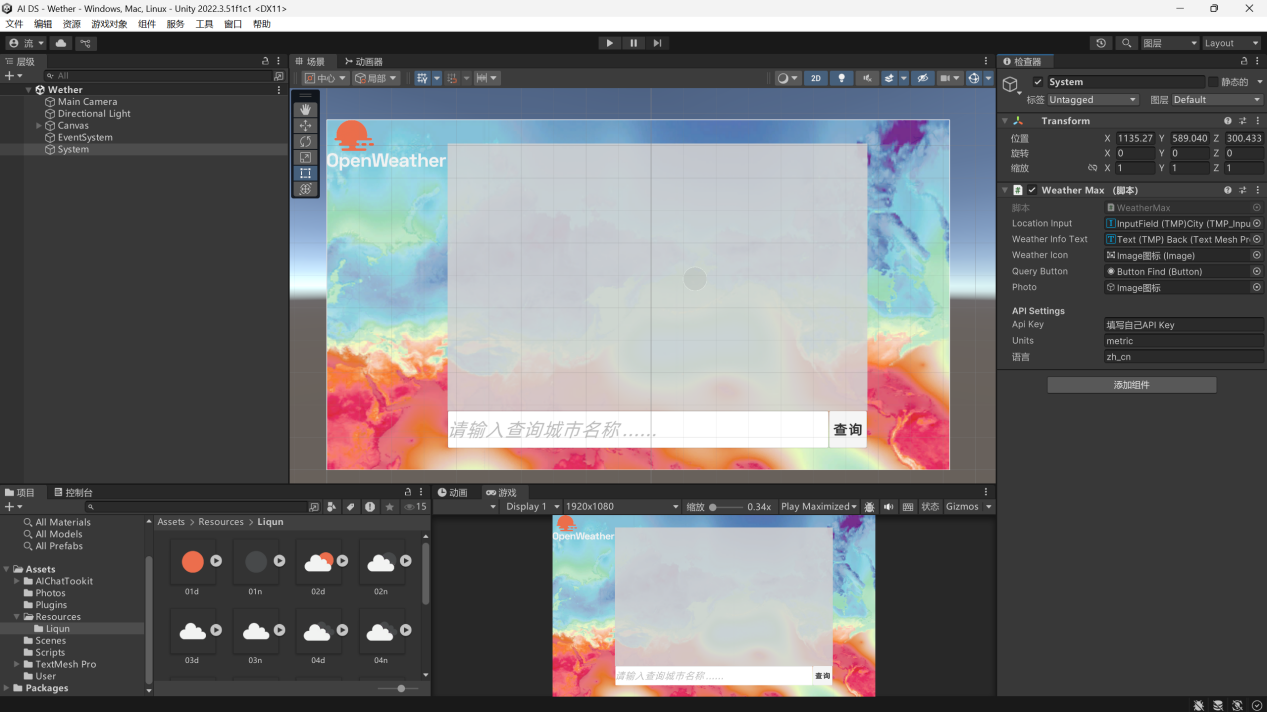 AI DS - Wether - Windows, Mac, Linux - Unity 2022.3.51f1c1 <DX11>
文件 编辑 资源 游戏对象 组件 服务 工具 窗口 帮助
流
图层 Layout
层级
All
Wether
Main Camera
Directional Light
Canvas
EventSystem
System
场景 动画器
中心 局部 2D
OpenWeather
请输入查询城市名称…… 查询
检查器
System 静态的
标签 Untagged 图层 Default
Transform
位置 X 1135.27 Y 589.040 Z 300.433
旋转 X 0 Y 0 Z 0
缩放 X 1 Y 1 Z 1
# Weather Max （脚本）
脚本 WeatherMax
Location Input InputField (TMP)City (TMP_Inpu
Weather Info Text Text (TMP) Back (Text Mesh Pr
Weather Icon Image图标 (Image)
Query Button Button Find (Button)
Photo Image图标
API Settings
Api Key 填写自己API Key
Units metric
语言 zh_cn
添加组件
项目 控制台
15
All Materials
All Models
All Prefabs
Assets
AIChatTookit
Photos
Plugins
Resources
Liqun
Scenes
Scripts
TextMesh Pro
User
Packages
Assets > Resources > Liqun
01d 01n 02d 02n
03d 03n 04d 04n
动画 游戏
Display 1 1920x1080 缩放 0.34x Play Maximized 状态 Gizmos
OpenWeather
请输入查询城市名称…… 查询